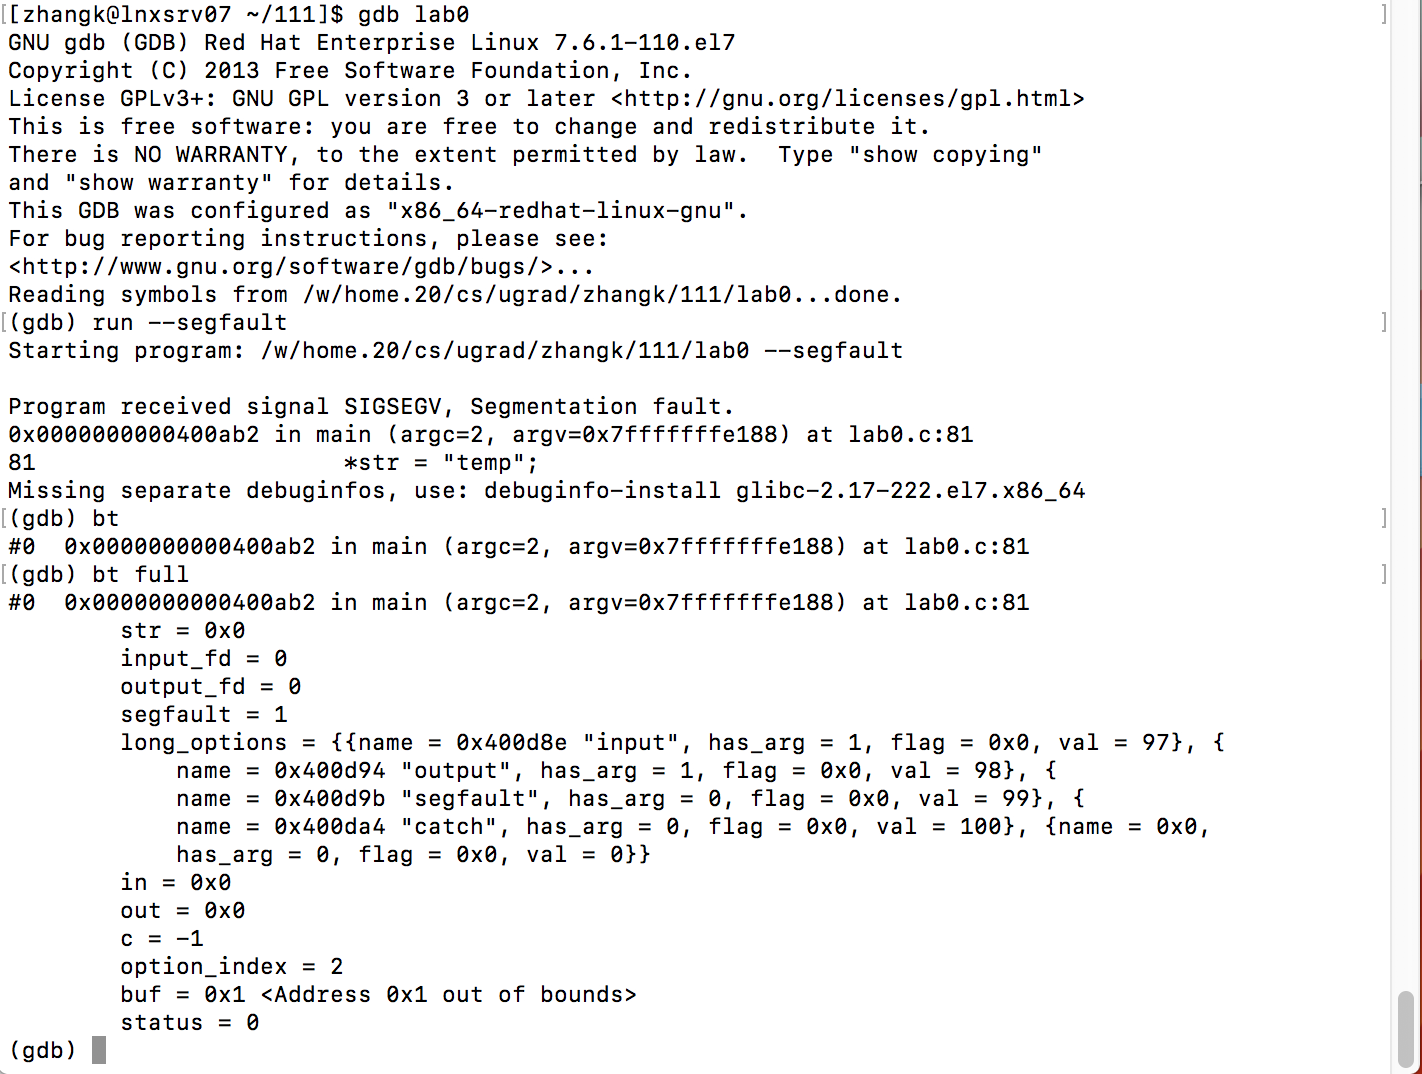 [[zhangk@lnxsrv07 ~/111]$ gdb lab0 ]
GNU gdb (GDB) Red Hat Enterprise Linux 7.6.1-110.el7
Copyright (C) 2013 Free Software Foundation, Inc.
License GPLv3+: GNU GPL version 3 or later <http://gnu.org/licenses/gpl.html>
This is free software: you are free to change and redistribute it.
There is NO WARRANTY, to the extent permitted by law.  Type "show copying"
and "show warranty" for details.
This GDB was configured as "x86_64-redhat-linux-gnu".
For bug reporting instructions, please see:
<http://www.gnu.org/software/gdb/bugs/>...
Reading symbols from /w/home.20/cs/ugrad/zhangk/111/lab0...done.
[(gdb) run --segfault ]
Starting program: /w/home.20/cs/ugrad/zhangk/111/lab0 --segfault

Program received signal SIGSEGV, Segmentation fault.
0x0000000000400ab2 in main (argc=2, argv=0x7fffffffe188) at lab0.c:81
81                      *str = "temp";
Missing separate debuginfos, use: debuginfo-install glibc-2.17-222.el7.x86_64
[(gdb) bt ]
#0  0x0000000000400ab2 in main (argc=2, argv=0x7fffffffe188) at lab0.c:81
[(gdb) bt full ]
#0  0x0000000000400ab2 in main (argc=2, argv=0x7fffffffe188) at lab0.c:81
        str = 0x0
        input_fd = 0
        output_fd = 0
        segfault = 1
        long_options = {{name = 0x400d8e "input", has_arg = 1, flag = 0x0, val = 97}, {
            name = 0x400d94 "output", has_arg = 1, flag = 0x0, val = 98}, {
            name = 0x400d9b "segfault", has_arg = 0, flag = 0x0, val = 99}, {
            name = 0x400da4 "catch", has_arg = 0, flag = 0x0, val = 100}, {name = 0x0,
            has_arg = 0, flag = 0x0, val = 0}}
        in = 0x0
        out = 0x0
        c = -1
        option_index = 2
        buf = 0x1 <Address 0x1 out of bounds>
        status = 0
(gdb)